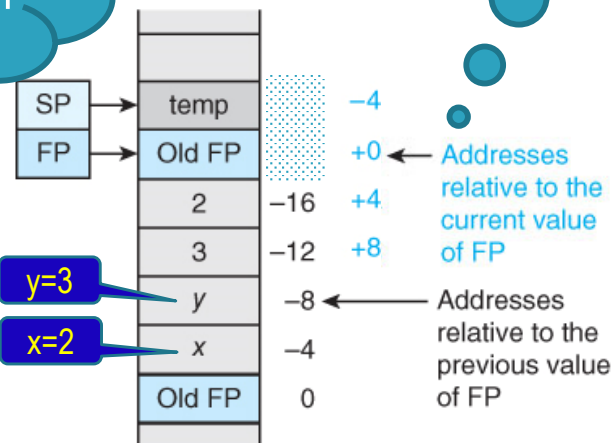 SP
temp
−4
FP
Old FP
+0
Addresses
relative to the
current value
of FP
2
−16
+4
3
−12
+8
y=3
y
−8
Addresses
relative to the
previous value
of FP
x=2
x
−4
Old FP
0